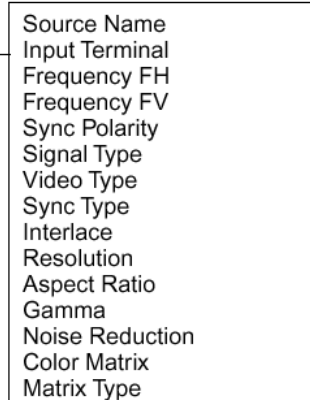 Source Name
Input Terminal
Frequency FH
Frequency FV
Sync Polarity
Signal Type
Video Type
Sync Type
Interlace
Resolution
Aspect Ratio
Gamma
Noise Reduction
Color Matrix
Matrix Type